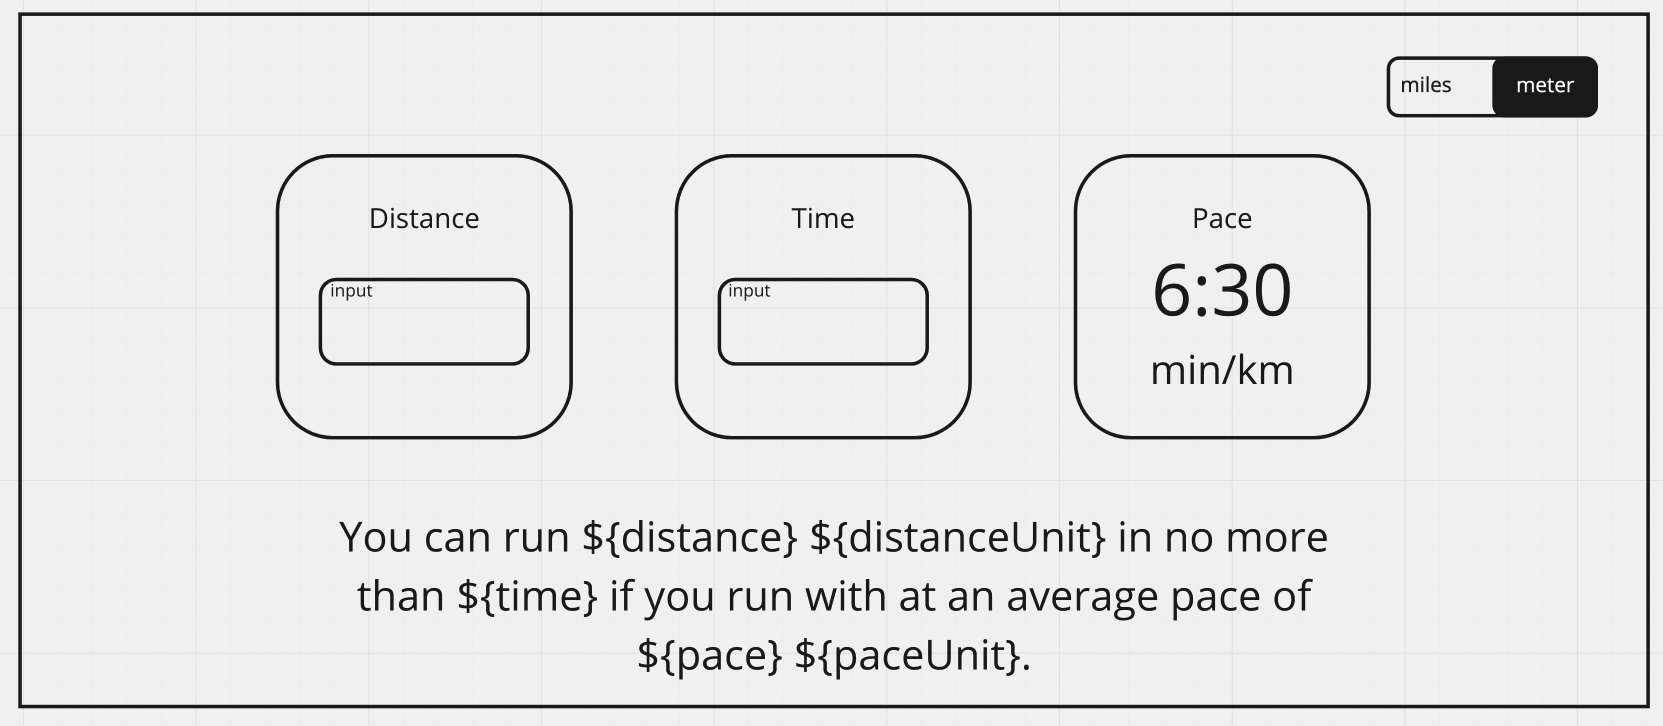 miles
meter
Distance
Time
Pace
input
input
6:30
min/km
You can run ${distance} ${distanceUnit} in no more
than ${time} if you run with at an average pace of
${pace} ${paceUnit}.